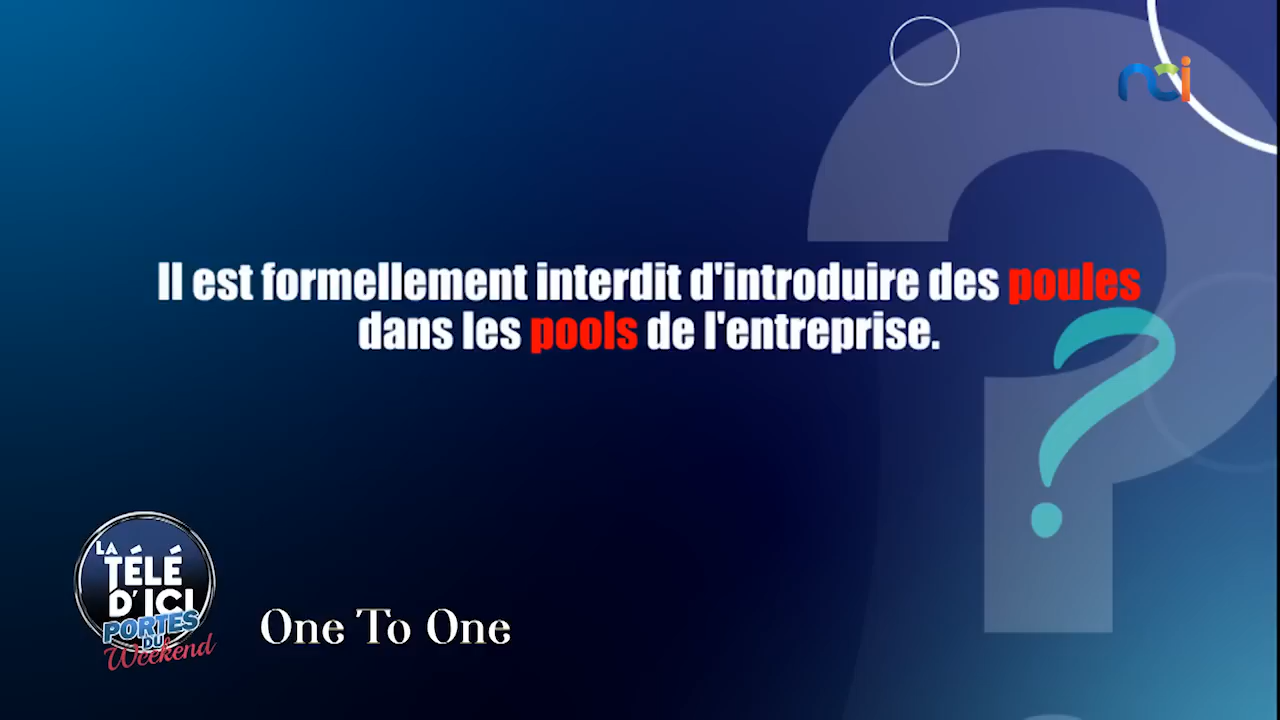 nci
Il est formellement interdit d'introduire des poules
dans les pools de l'entreprise.
LA
TÉLÉ
D'ICI
PORTES
DU
Weekend
One To One